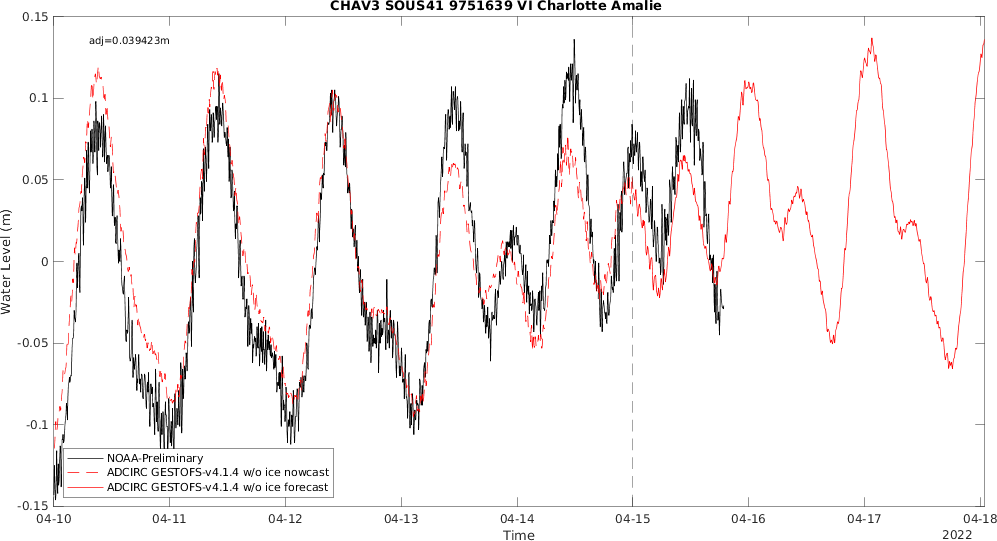 CHAV3 SOUS41 9751639 VI Charlotte Amalie
adj=0.039423m
0.15
0.1
0.05
0
-0.05
-0.1
-0.15
Water Level (m)
NOAA-Preliminary
ADCIRC GESTOFS-v4.1.4 w/o ice nowcast
ADCIRC GESTOFS-v4.1.4 w/o ice forecast
04-10 04-11 04-12 04-13 04-14 04-15 04-16 04-17 04-18
Time
2022